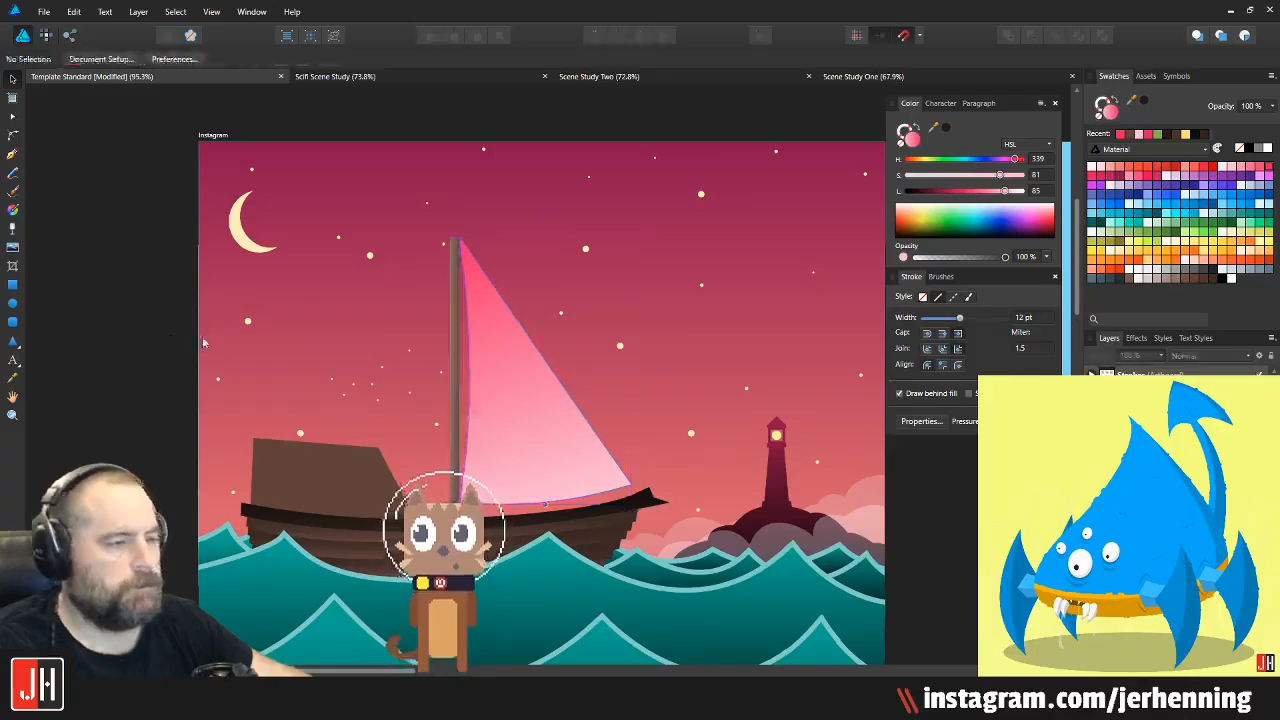 File Edit Text Layer Select View Window Help
No Selection Document Setup... Preferences...
Template Standard [Modified] (95.3%) Scifi Scene Study (73.8%) Scene Study Two (72.8%) Scene Study One (67.9%)
Swatches Assets Symbols
Opacity: 100 %
Recent:
Material
Color Character Paragraph
HSL
H: 339
S: 81
L: 85
Opacity
100 %
Stroke Brushes
Style:
Width: 12 pt
Cap: Miter:
Join: 1.5
Align:
Draw behind fill
Properties... Pressure
Layers Effects Styles Text Styles
100 % Normal
Instagram
JH
JH
\\ instagram.com/jerhenning